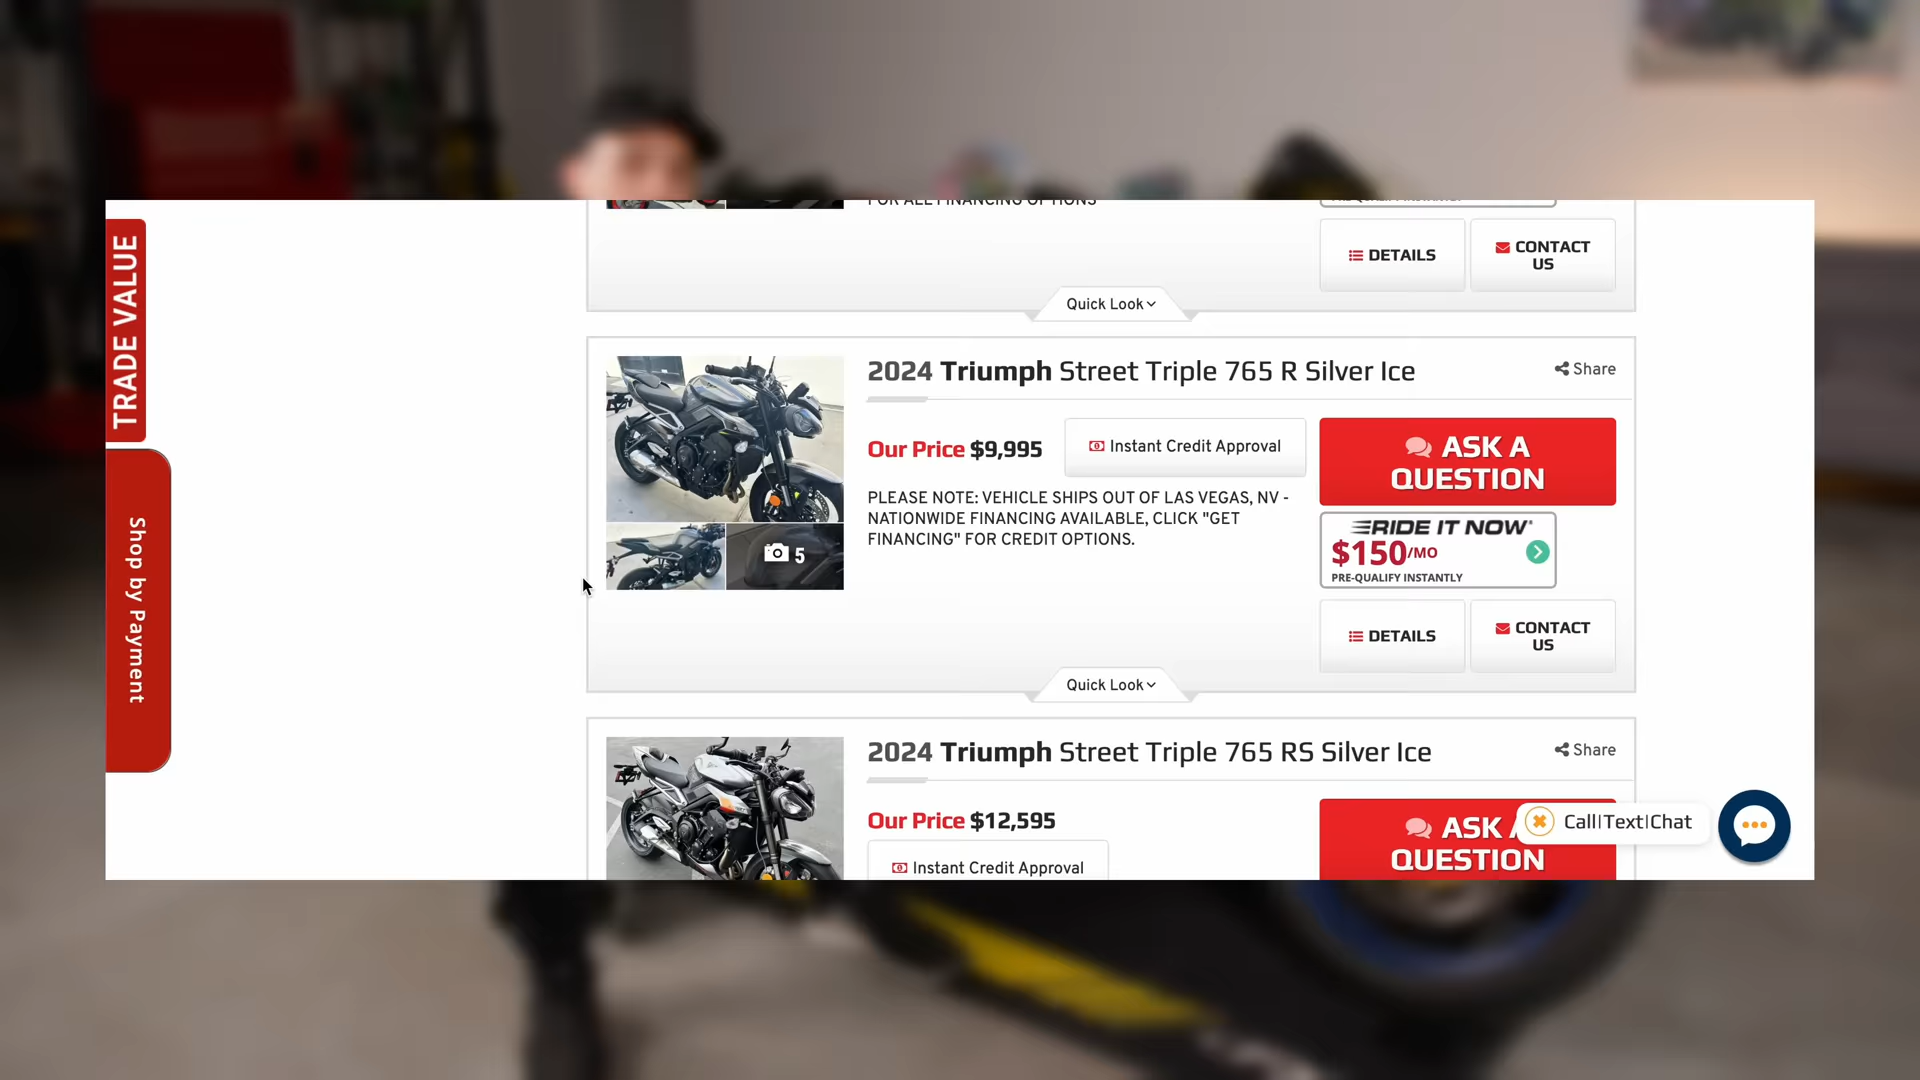 FOR ALL FINANCING OPTIONS
DETAILS
CONTACT
US
Quick Look
TRADE VALUE
Shop by Payment
2024 Triumph Street Triple 765 R Silver Ice
Share
Our Price $9,995
Instant Credit Approval
ASK A
QUESTION
PLEASE NOTE: VEHICLE SHIPS OUT OF LAS VEGAS, NV -
NATIONWIDE FINANCING AVAILABLE, CLICK "GET
FINANCING" FOR CREDIT OPTIONS.
5
RIDE IT NOW
$150/MO
PRE-QUALIFY INSTANTLY
DETAILS
CONTACT
US
Quick Look
2024 Triumph Street Triple 765 RS Silver Ice
Share
Our Price $12,595
Instant Credit Approval
ASK
QUESTION
Call|Text|Chat